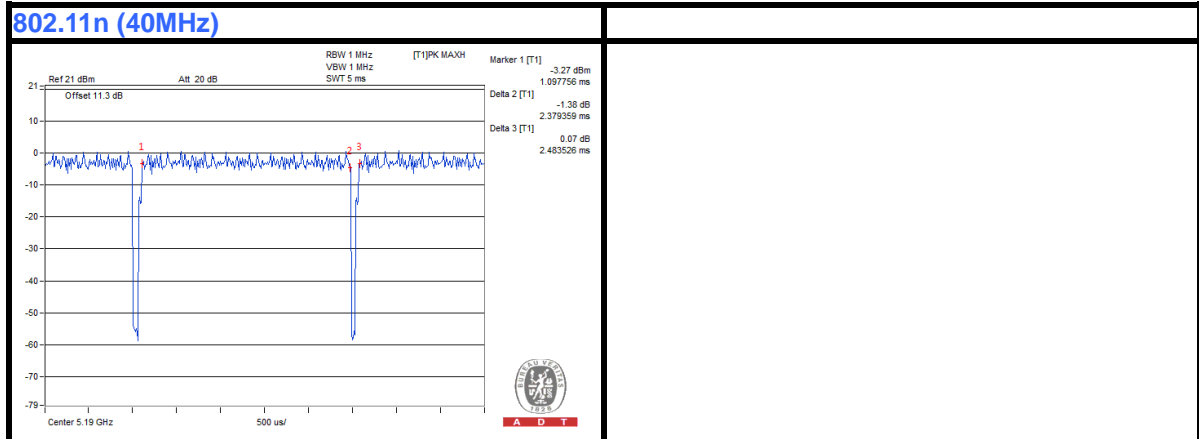 802.11n (40MHz)
RBW 1 MHz
[T1]PK MAXH
VBW 1 MHz
Ref 21 dBm
Att 20 dB
SWT 5 ms
Marker 1 [T1]
-3.27 dBm
1.097756 ms
Delta 2 [T1]
-1.38 dB
2.379359 ms
Delta 3 [T1]
0.07 dB
2.483526 ms
21
Offset 11.3 dB
10
0
-10
-20
-30
-40
-50
-60
-70
-79
1
2
3
Center 5.19 GHz
500 us/
BUREAU VERITAS
1828
A D T